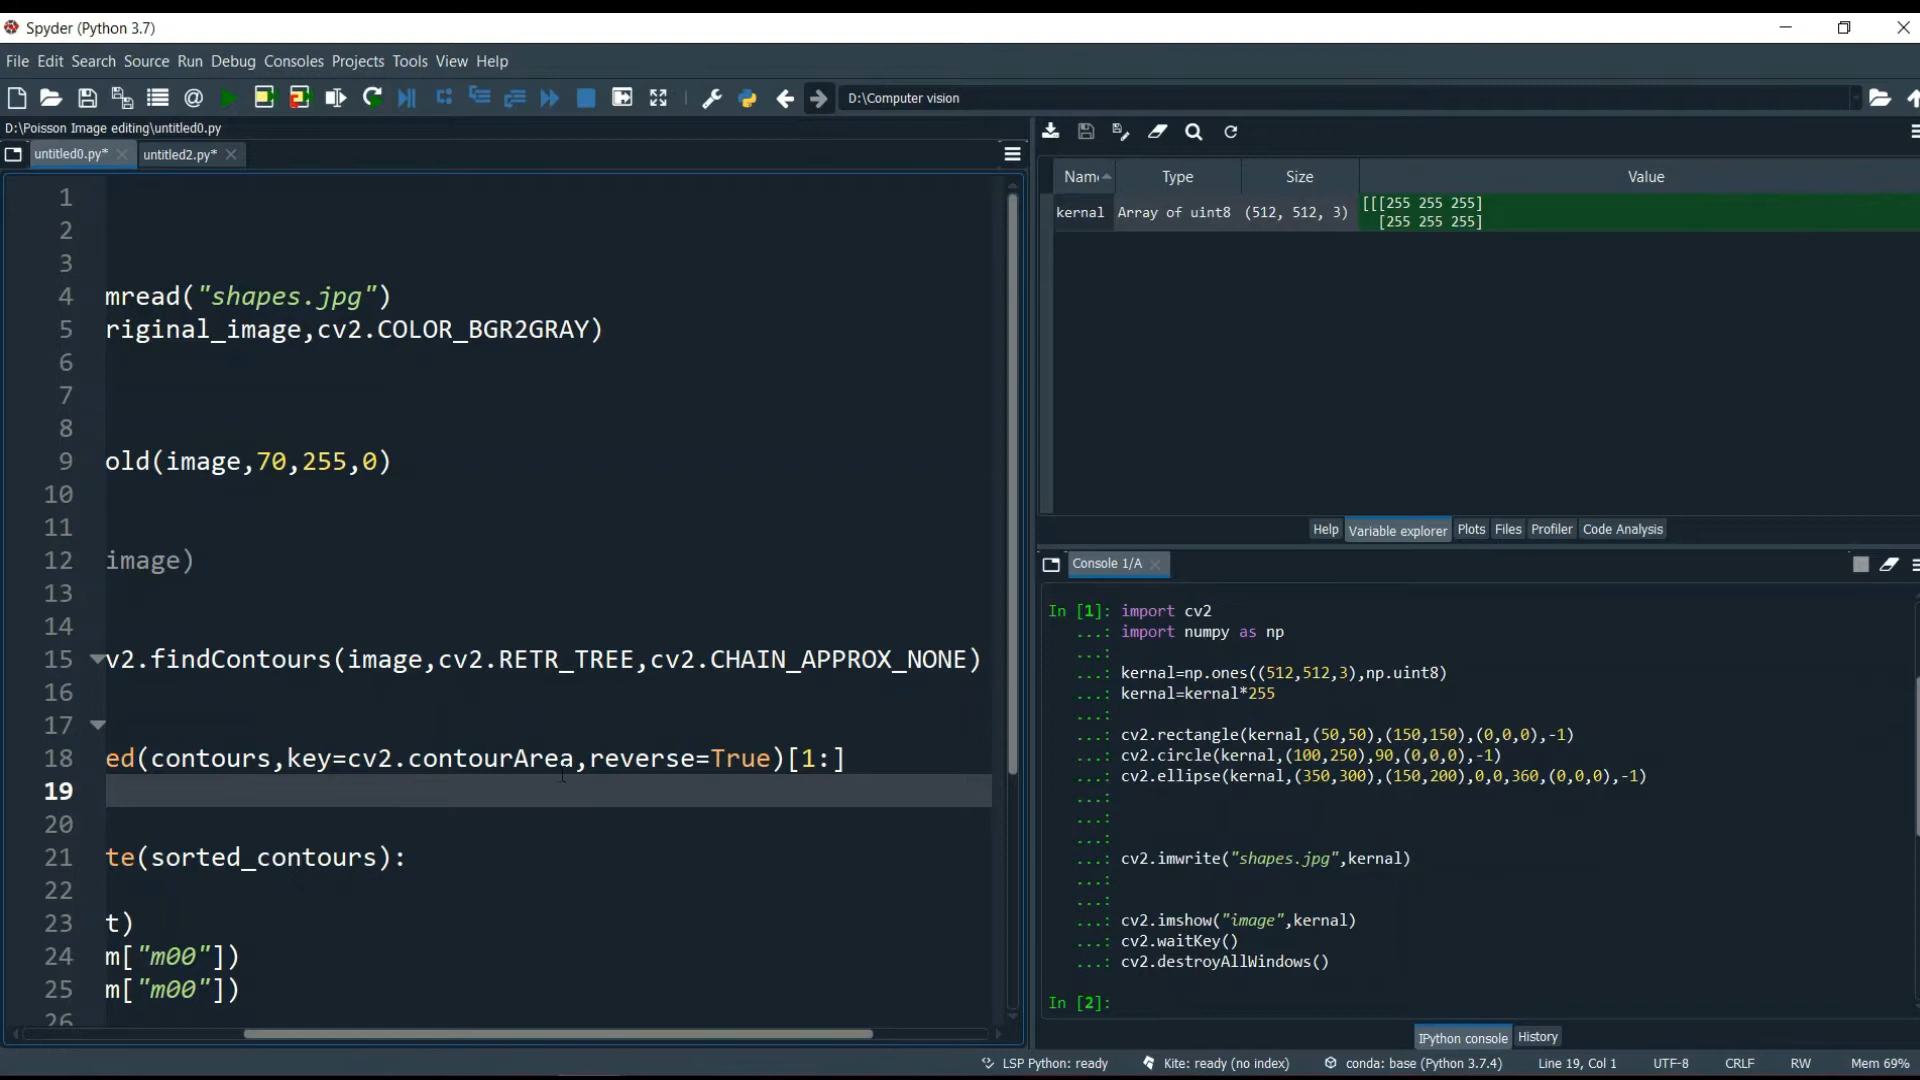 Spyder (Python 3.7)
File Edit Search Source Run Debug Consoles Projects Tools View Help
D:\Computer vision
D:\Poisson Image editing\untitled0.py
untitled0.py* untitled2.py*
1
2
3
4 mread("shapes.jpg")
5 riginal_image,cv2.COLOR_BGR2GRAY)
6
7
8
9 old(image,70,255,0)
10
11
12 image)
13
14
15 v2.findContours(image,cv2.RETR_TREE,cv2.CHAIN_APPROX_NONE)
16
17
18 ed(contours,key=cv2.contourArea,reverse=True)[1:]
19
20
21 te(sorted_contours):
22
23 t)
24 m["m00"])
25 m["m00"])
26
Name Type Size Value
kernal Array of uint8 (512, 512, 3) [[[255 255 255]
[255 255 255]
Help Variable explorer Plots Files Profiler Code Analysis
Console 1/A
In [1]: import cv2
...: import numpy as np
...:
...: kernal=np.ones((512,512,3),np.uint8)
...: kernal=kernal*255
...:
...: cv2.rectangle(kernal,(50,50),(150,150),(0,0,0),-1)
...: cv2.circle(kernal,(100,250),90,(0,0,0),-1)
...: cv2.ellipse(kernal,(350,300),(150,200),0,0,360,(0,0,0),-1)
...:
...:
...:
...: cv2.imwrite("shapes.jpg",kernal)
...:
...:
...: cv2.imshow("image",kernal)
...: cv2.waitKey()
...: cv2.destroyAllWindows()
In [2]:
IPython console History
LSP Python: ready Kite: ready (no index) conda: base (Python 3.7.4) Line 19, Col 1 UTF-8 CRLF RW Mem 69%